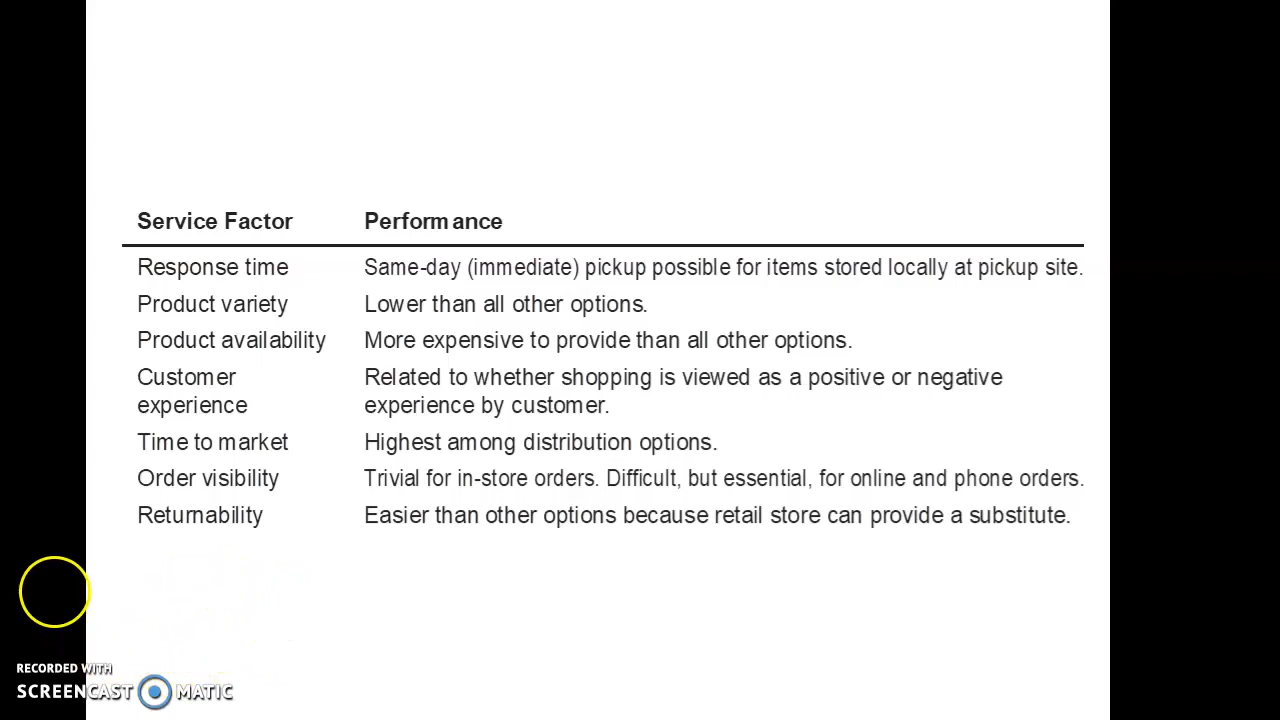 Service Factor Performance
Response time Same-day (immediate) pickup possible for items stored locally at pickup site.
Product variety Lower than all other options.
Product availability More expensive to provide than all other options.
Customer Related to whether shopping is viewed as a positive or negative
experience experience by customer.
Time to market Highest among distribution options.
Order visibility Trivial for in-store orders. Difficult, but essential, for online and phone orders.
Returnability Easier than other options because retail store can provide a substitute.
RECORDED WITH
SCREENCAST MATIC